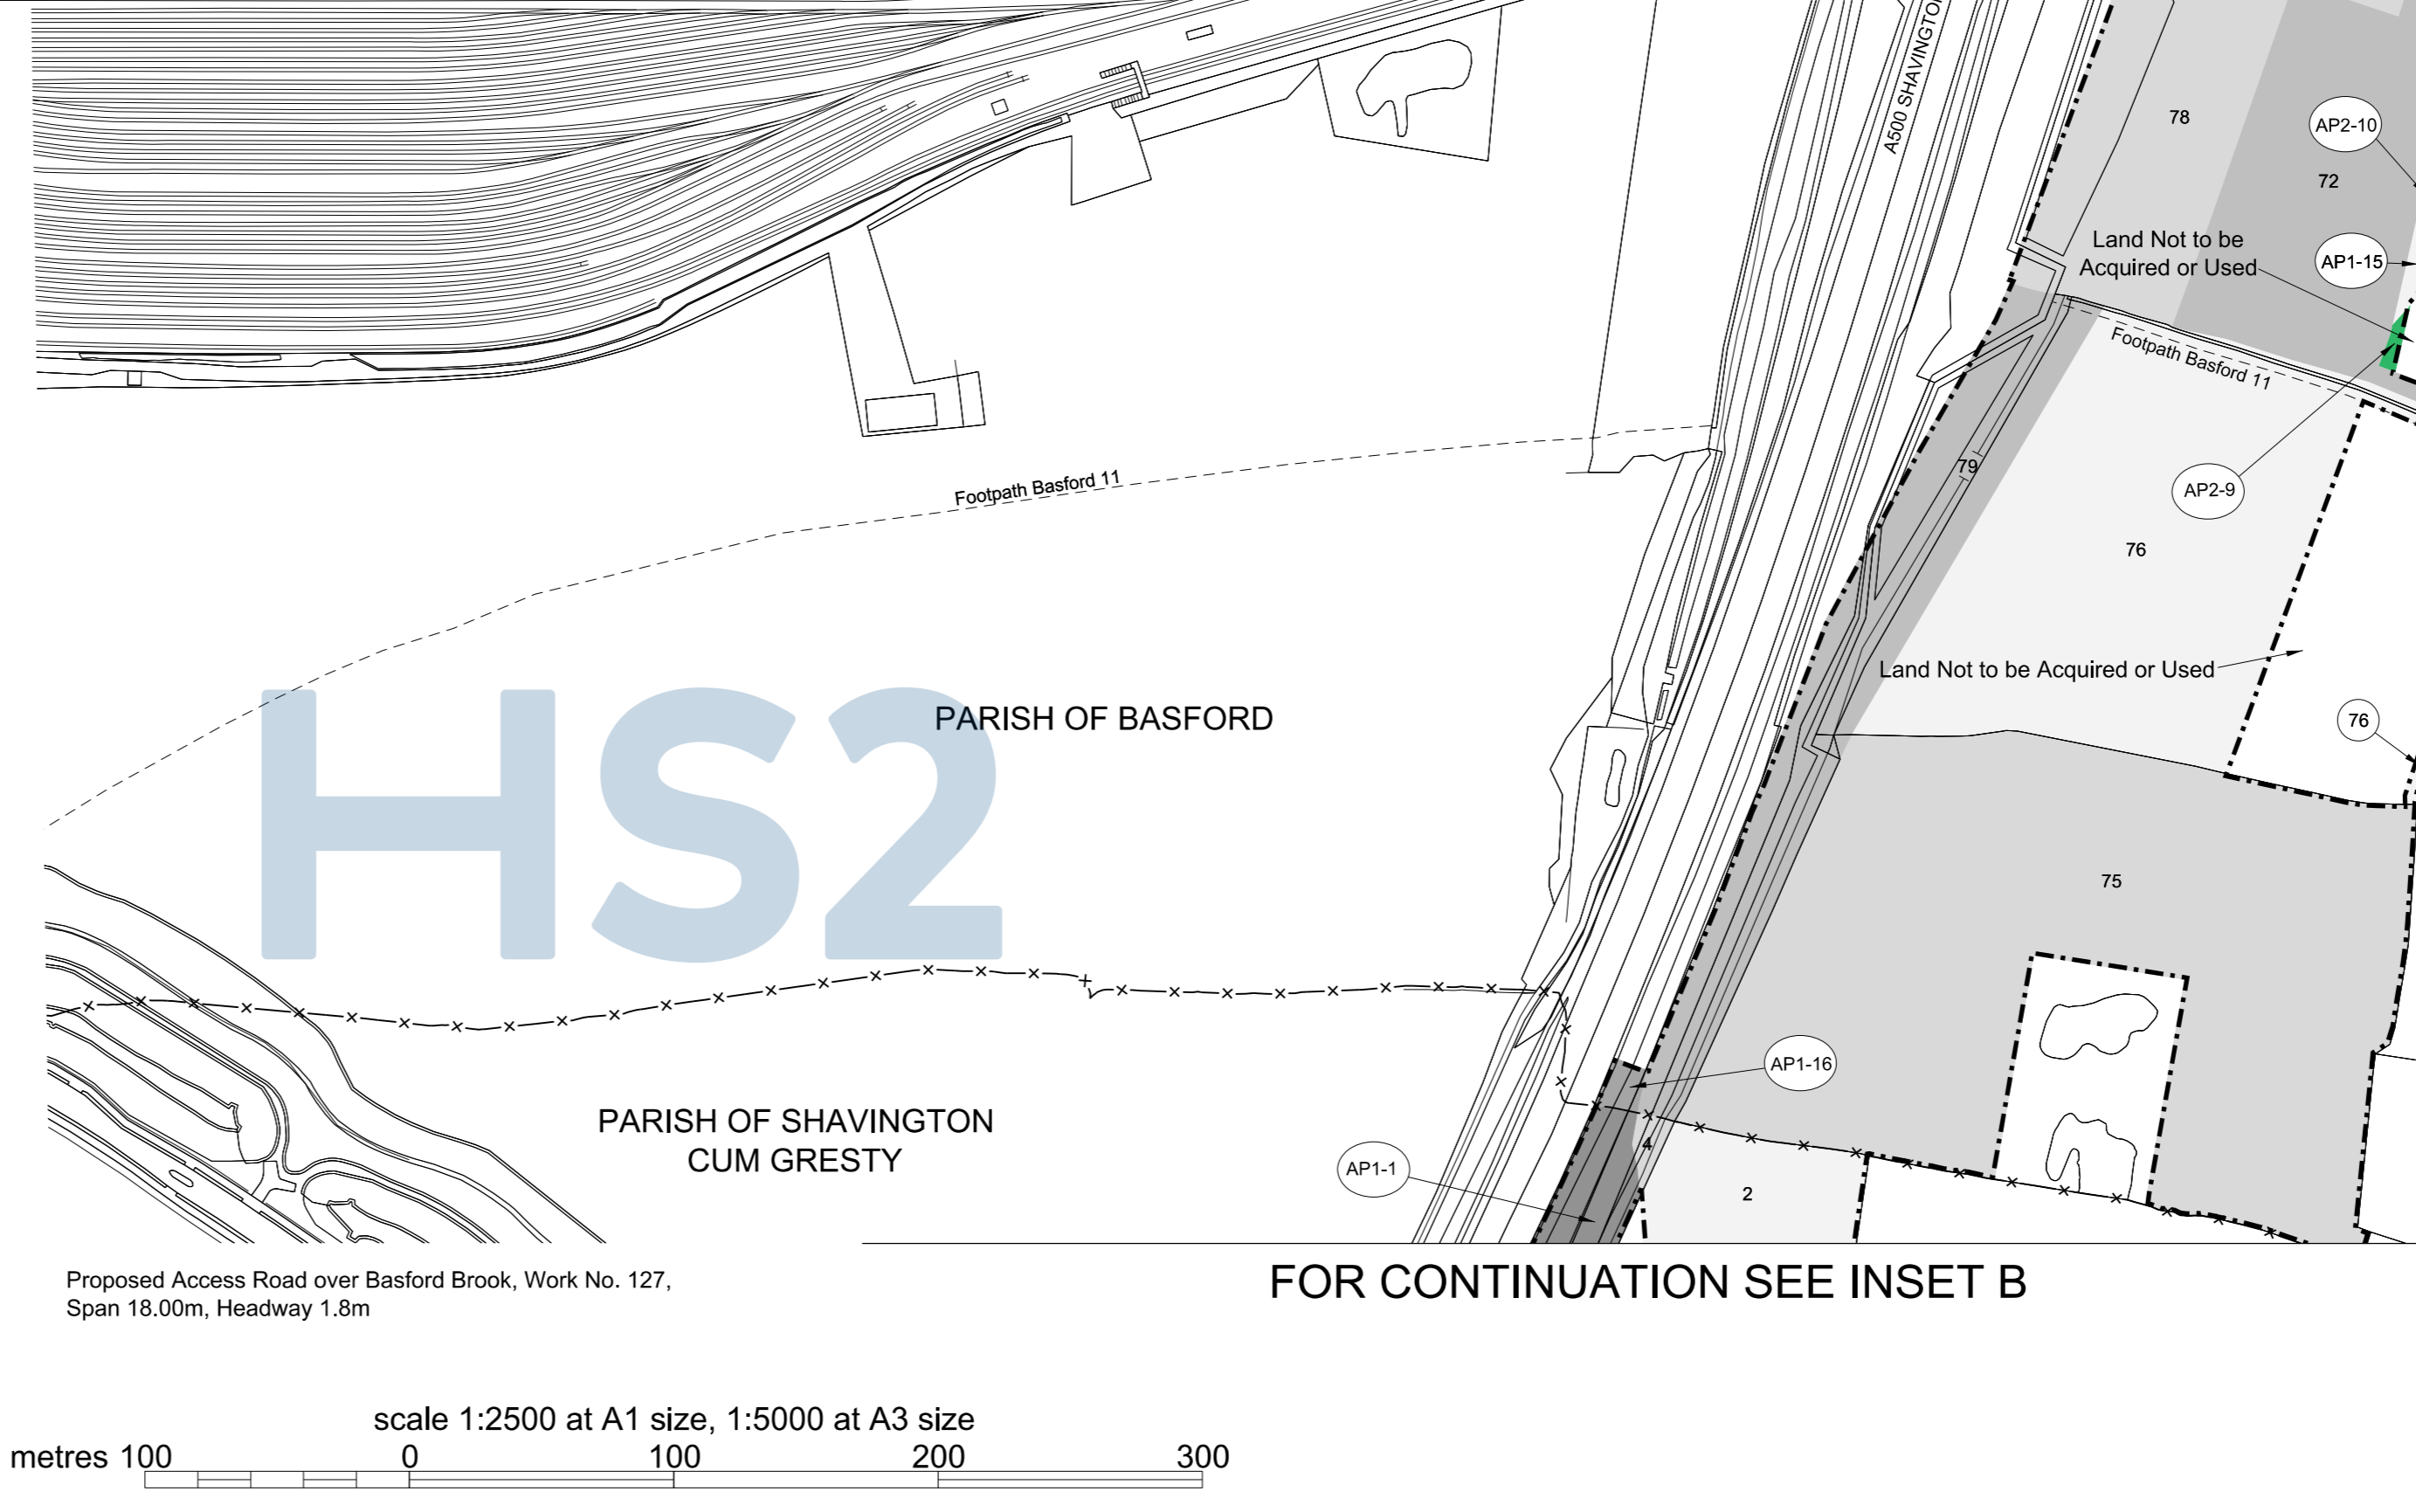 A500 SHAVINGTON
78
AP2-10
72
Land Not to be
Acquired or Used
AP1-15
Footpath Basford 11
Footpath Basford 11
79
AP2-9
76
Land Not to be Acquired or Used
76
HS2
PARISH OF BASFORD
75
AP1-16
PARISH OF SHAVINGTON
CUM GRESTY
4
AP1-1
2
FOR CONTINUATION SEE INSET B
Proposed Access Road over Basford Brook, Work No. 127,
Span 18.00m, Headway 1.8m
scale 1:2500 at A1 size, 1:5000 at A3 size
metres 100 0 100 200 300